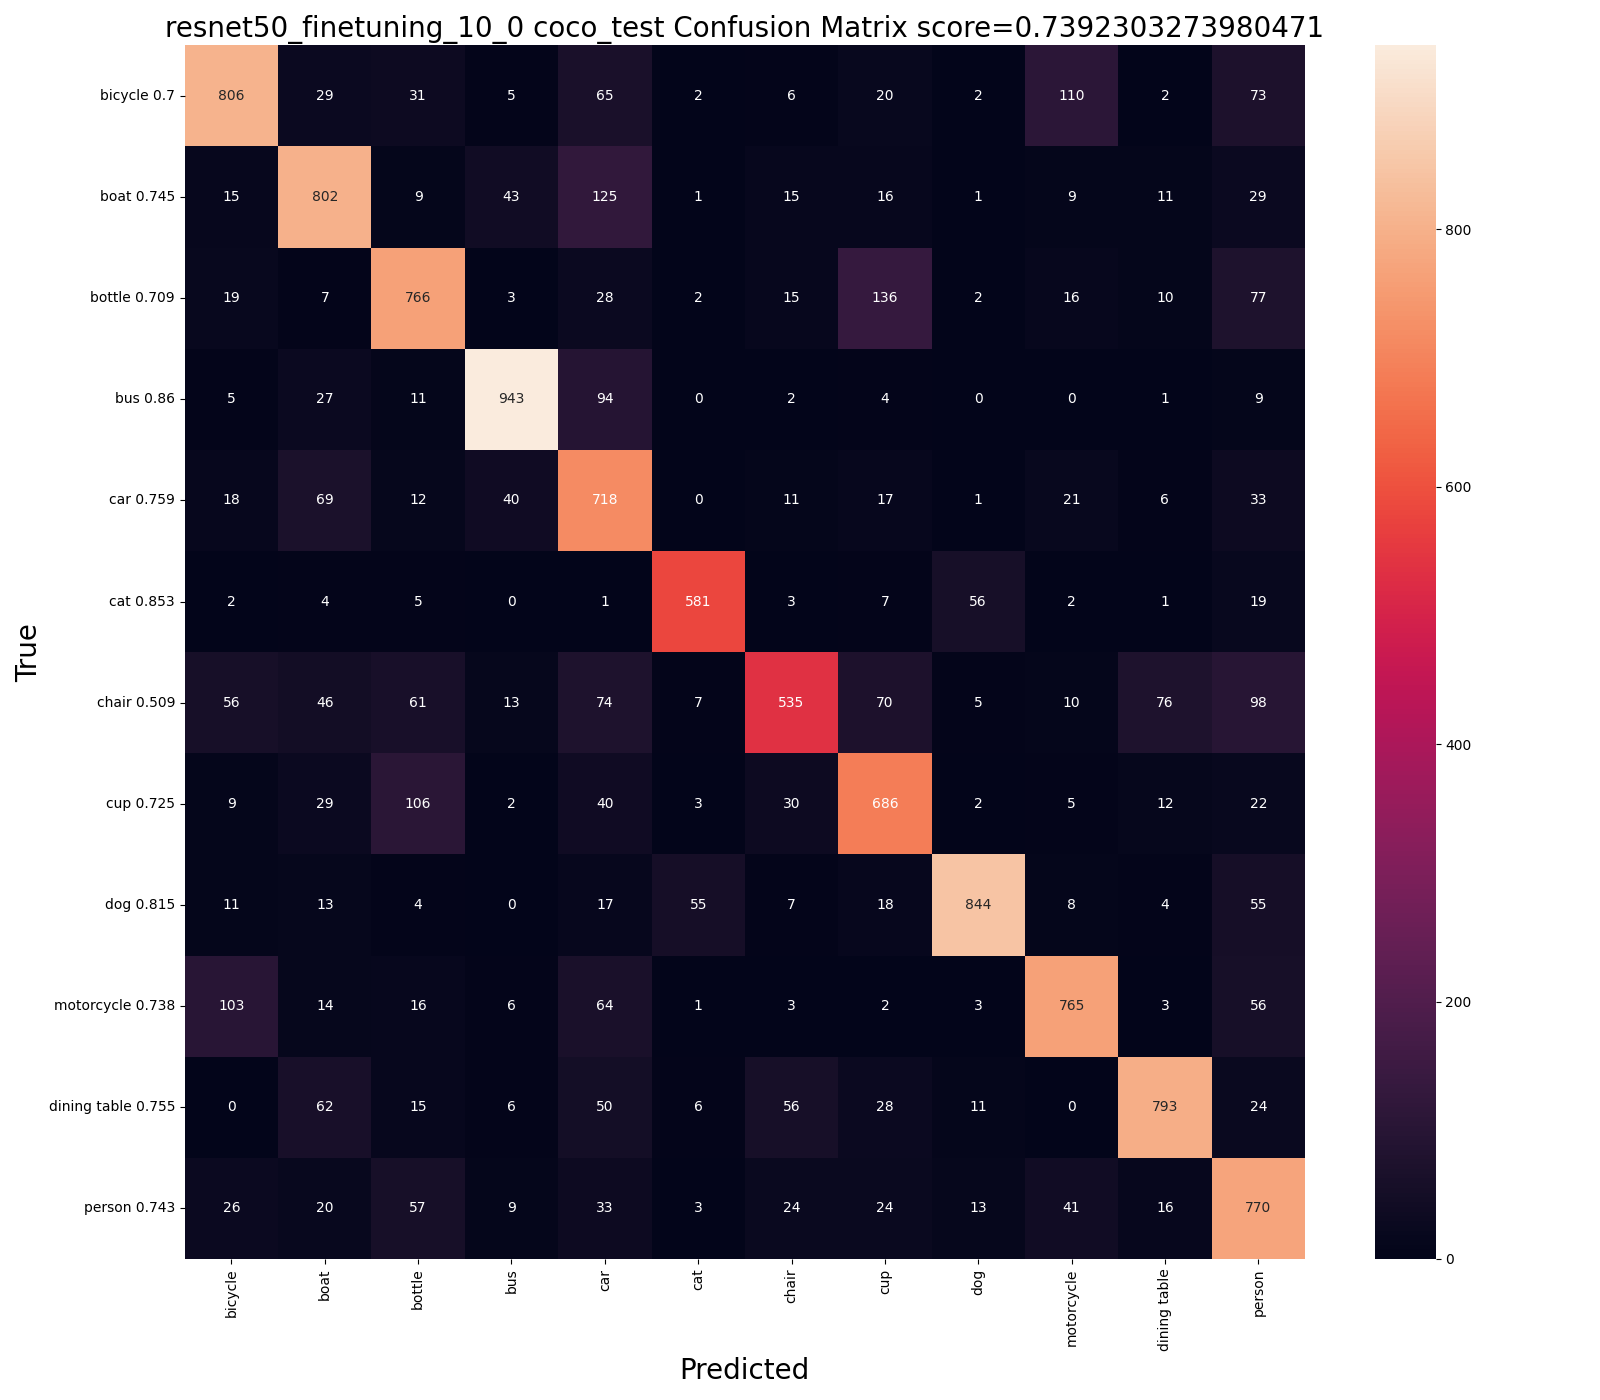 resnet50_finetuning_10_0 coco_test Confusion Matrix score=0.7392303273980471
bicycle 0.7 806 29 31 5 65 2 6 20 2 110 2 73
boat 0.745 15 802 9 43 125 1 15 16 1 9 11 29
800
bottle 0.709 19 7 766 3 28 2 15 136 2 16 10 77
bus 0.86 5 27 11 943 94 0 2 4 0 0 1 9
600
car 0.759 18 69 12 40 718 0 11 17 1 21 6 33
cat 0.853 2 4 5 0 1 581 3 7 56 2 1 19
True
chair 0.509 56 46 61 13 74 7 535 70 5 10 76 98
400
cup 0.725 9 29 106 2 40 3 30 686 2 5 12 22
dog 0.815 11 13 4 0 17 55 7 18 844 8 4 55
motorcycle 0.738 103 14 16 6 64 1 3 2 3 765 3 56
200
dining table 0.755 0 62 15 6 50 6 56 28 11 0 793 24
person 0.743 26 20 57 9 33 3 24 24 13 41 16 770
0
bicycle boat bottle bus car cat chair cup dog motorcycle dining table person
Predicted